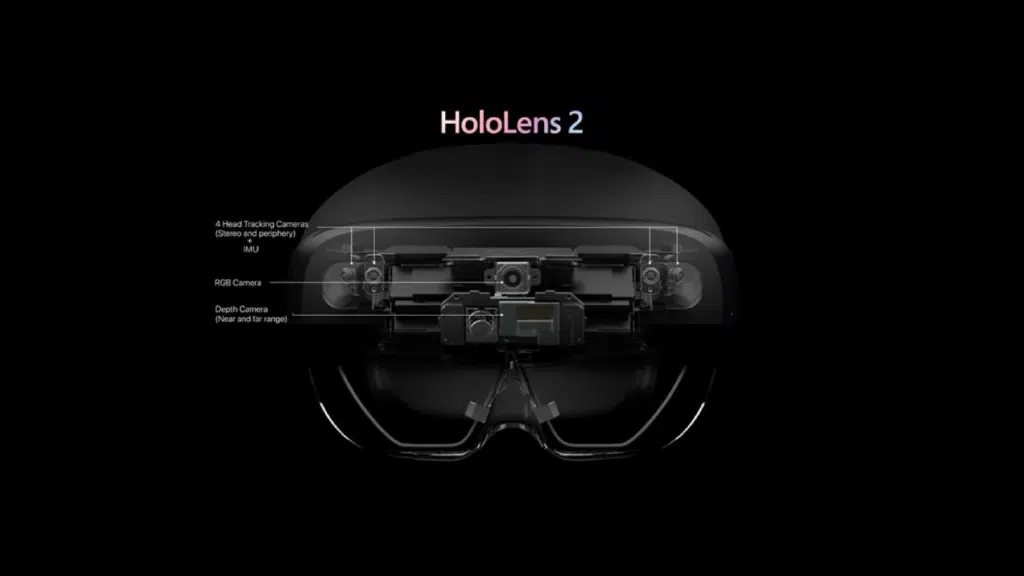 HoloLens 2
4 Head Tracking Cameras
(Stereo and periphery)
+
IMU
RGB Camera
Depth Camera
(Near and far range)